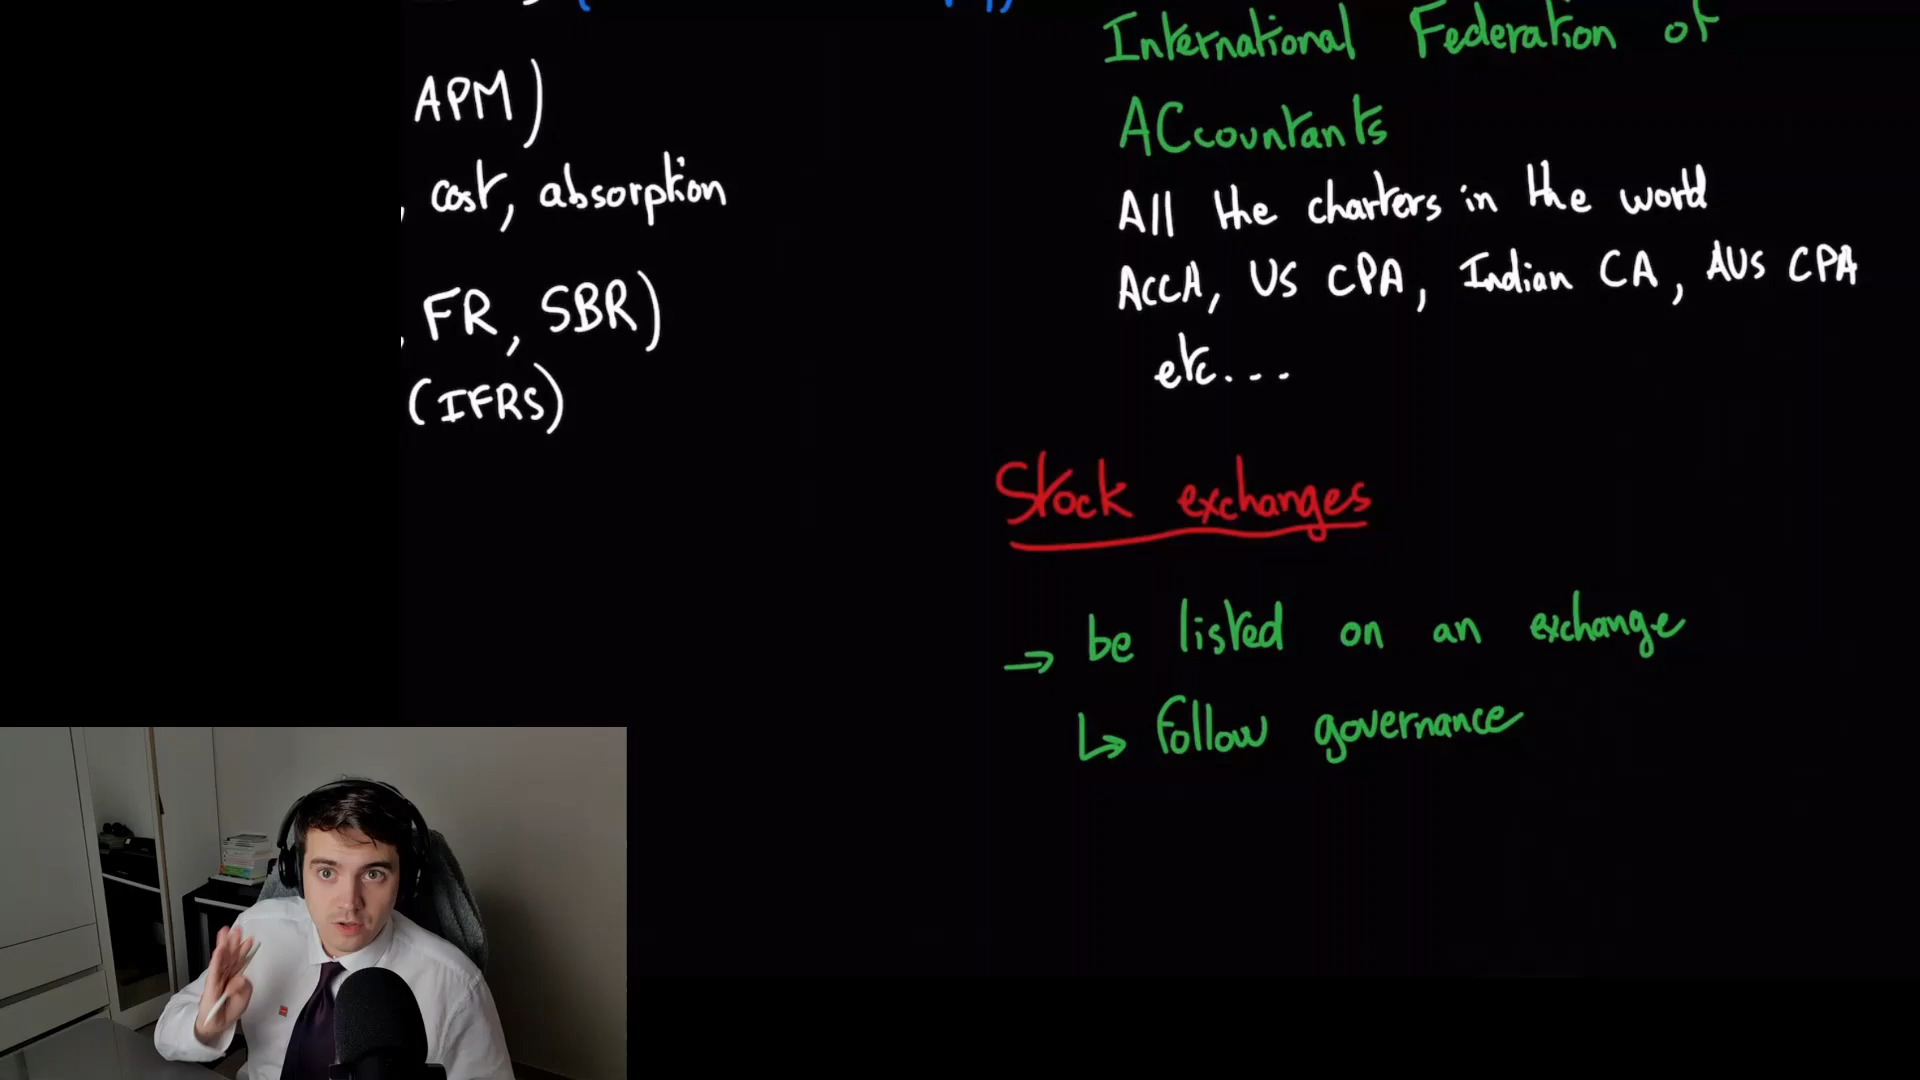 APM)
cost, absorption
FR, SBR)
(IFRS)
International Federation of
ACcountants
All the charters in the world
ACCA, US CPA, Indian CA, AUS CPA
etc...
Stock exchanges
→ be listed on an exchange
↳ follow governance